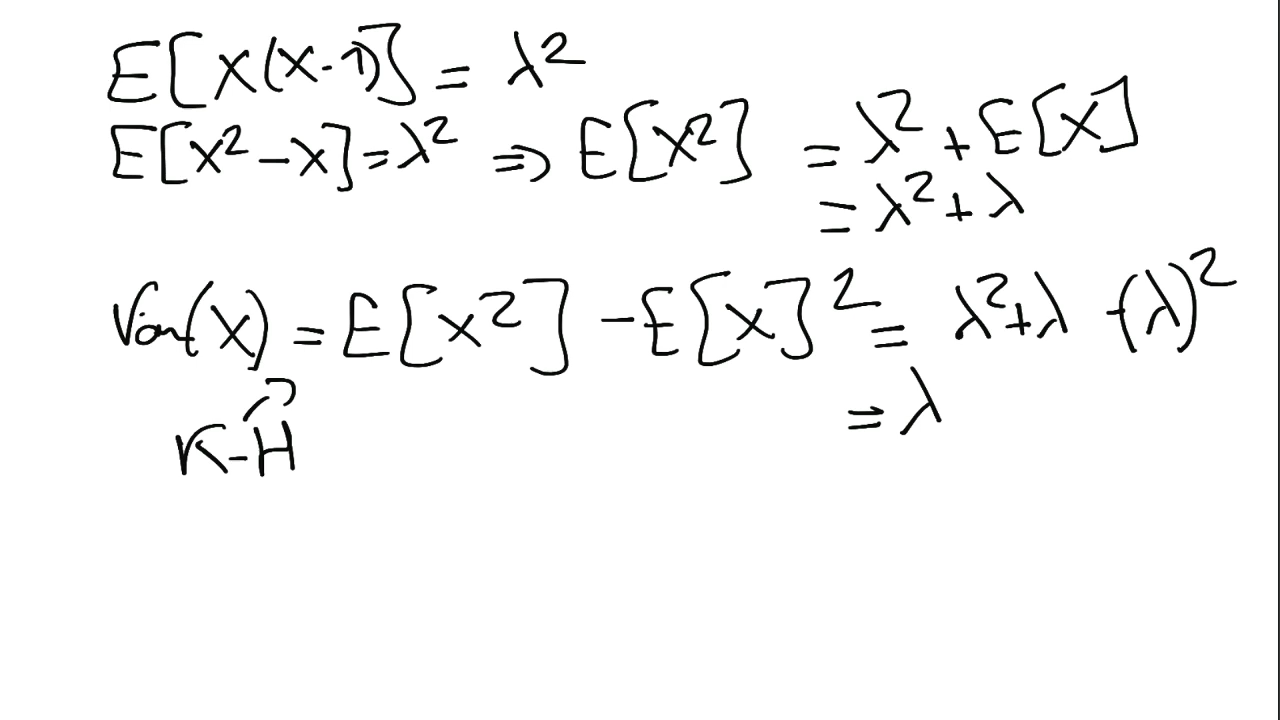 E[X(X-1)] = λ²
E[X² - X] = λ² ⇒ E[X²] = λ² + E[X]
= λ² + λ
Var(X) = E[X²] - E[X]² = λ² + λ - (λ)²
= λ
K-H